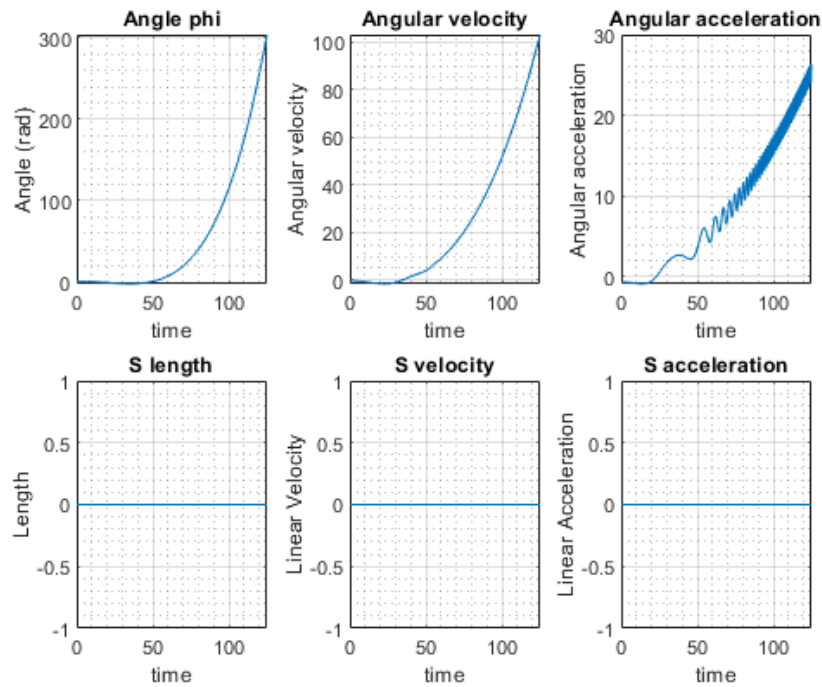 Angle phi
Angle (rad)
300
200
100
0
0
50
100
time
Angular velocity
Angular velocity
100
80
60
40
20
0
0
50
100
time
Angular acceleration
Angular acceleration
30
20
10
0
0
50
100
time
S length
Length
1
0.5
0
-0.5
-1
0
50
100
time
S velocity
Linear Velocity
1
0.5
0
-0.5
-1
0
50
100
time
S acceleration
Linear Acceleration
1
0.5
0
-0.5
-1
0
50
100
time